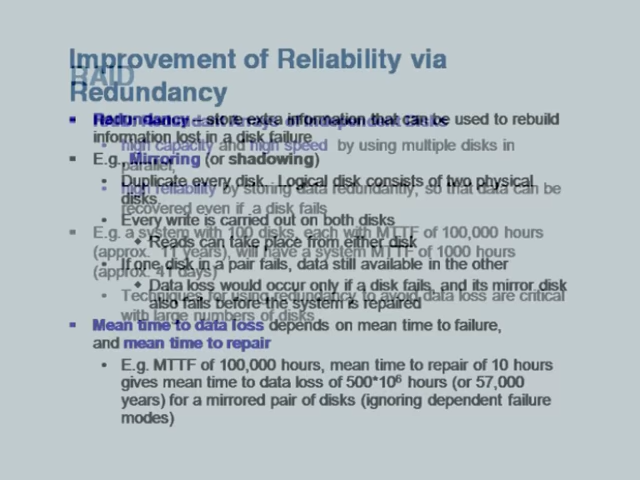 Improvement of Reliability via
RAID
Redundancy
Redundancy – store extra information that can be used to rebuild
information lost in a disk failure
high capacity and high speed by using multiple disks in
parallel,
E.g., Mirroring (or shadowing)
Duplicate every disk. Logical disk consists of two physical
disks.
high reliability by storing data redundantly, so that data can be
recovered even if a disk fails
Every write is carried out on both disks
E.g. a system with 100 disks, each with MTTF of 100,000 hours
(approx. 11 years), will have a system MTTF of 1000 hours
(approx. 41 days)
Reads can take place from either disk
If one disk in a pair fails, data still available in the other
Data loss would occur only if a disk fails, and its mirror disk
also fails before the system is repaired
Techniques for using redundancy to avoid data loss are critical
with large numbers of disks
Mean time to data loss depends on mean time to failure,
and mean time to repair
E.g. MTTF of 100,000 hours, mean time to repair of 10 hours
gives mean time to data loss of 500*10⁶ hours (or 57,000
years) for a mirrored pair of disks (ignoring dependent failure
modes)